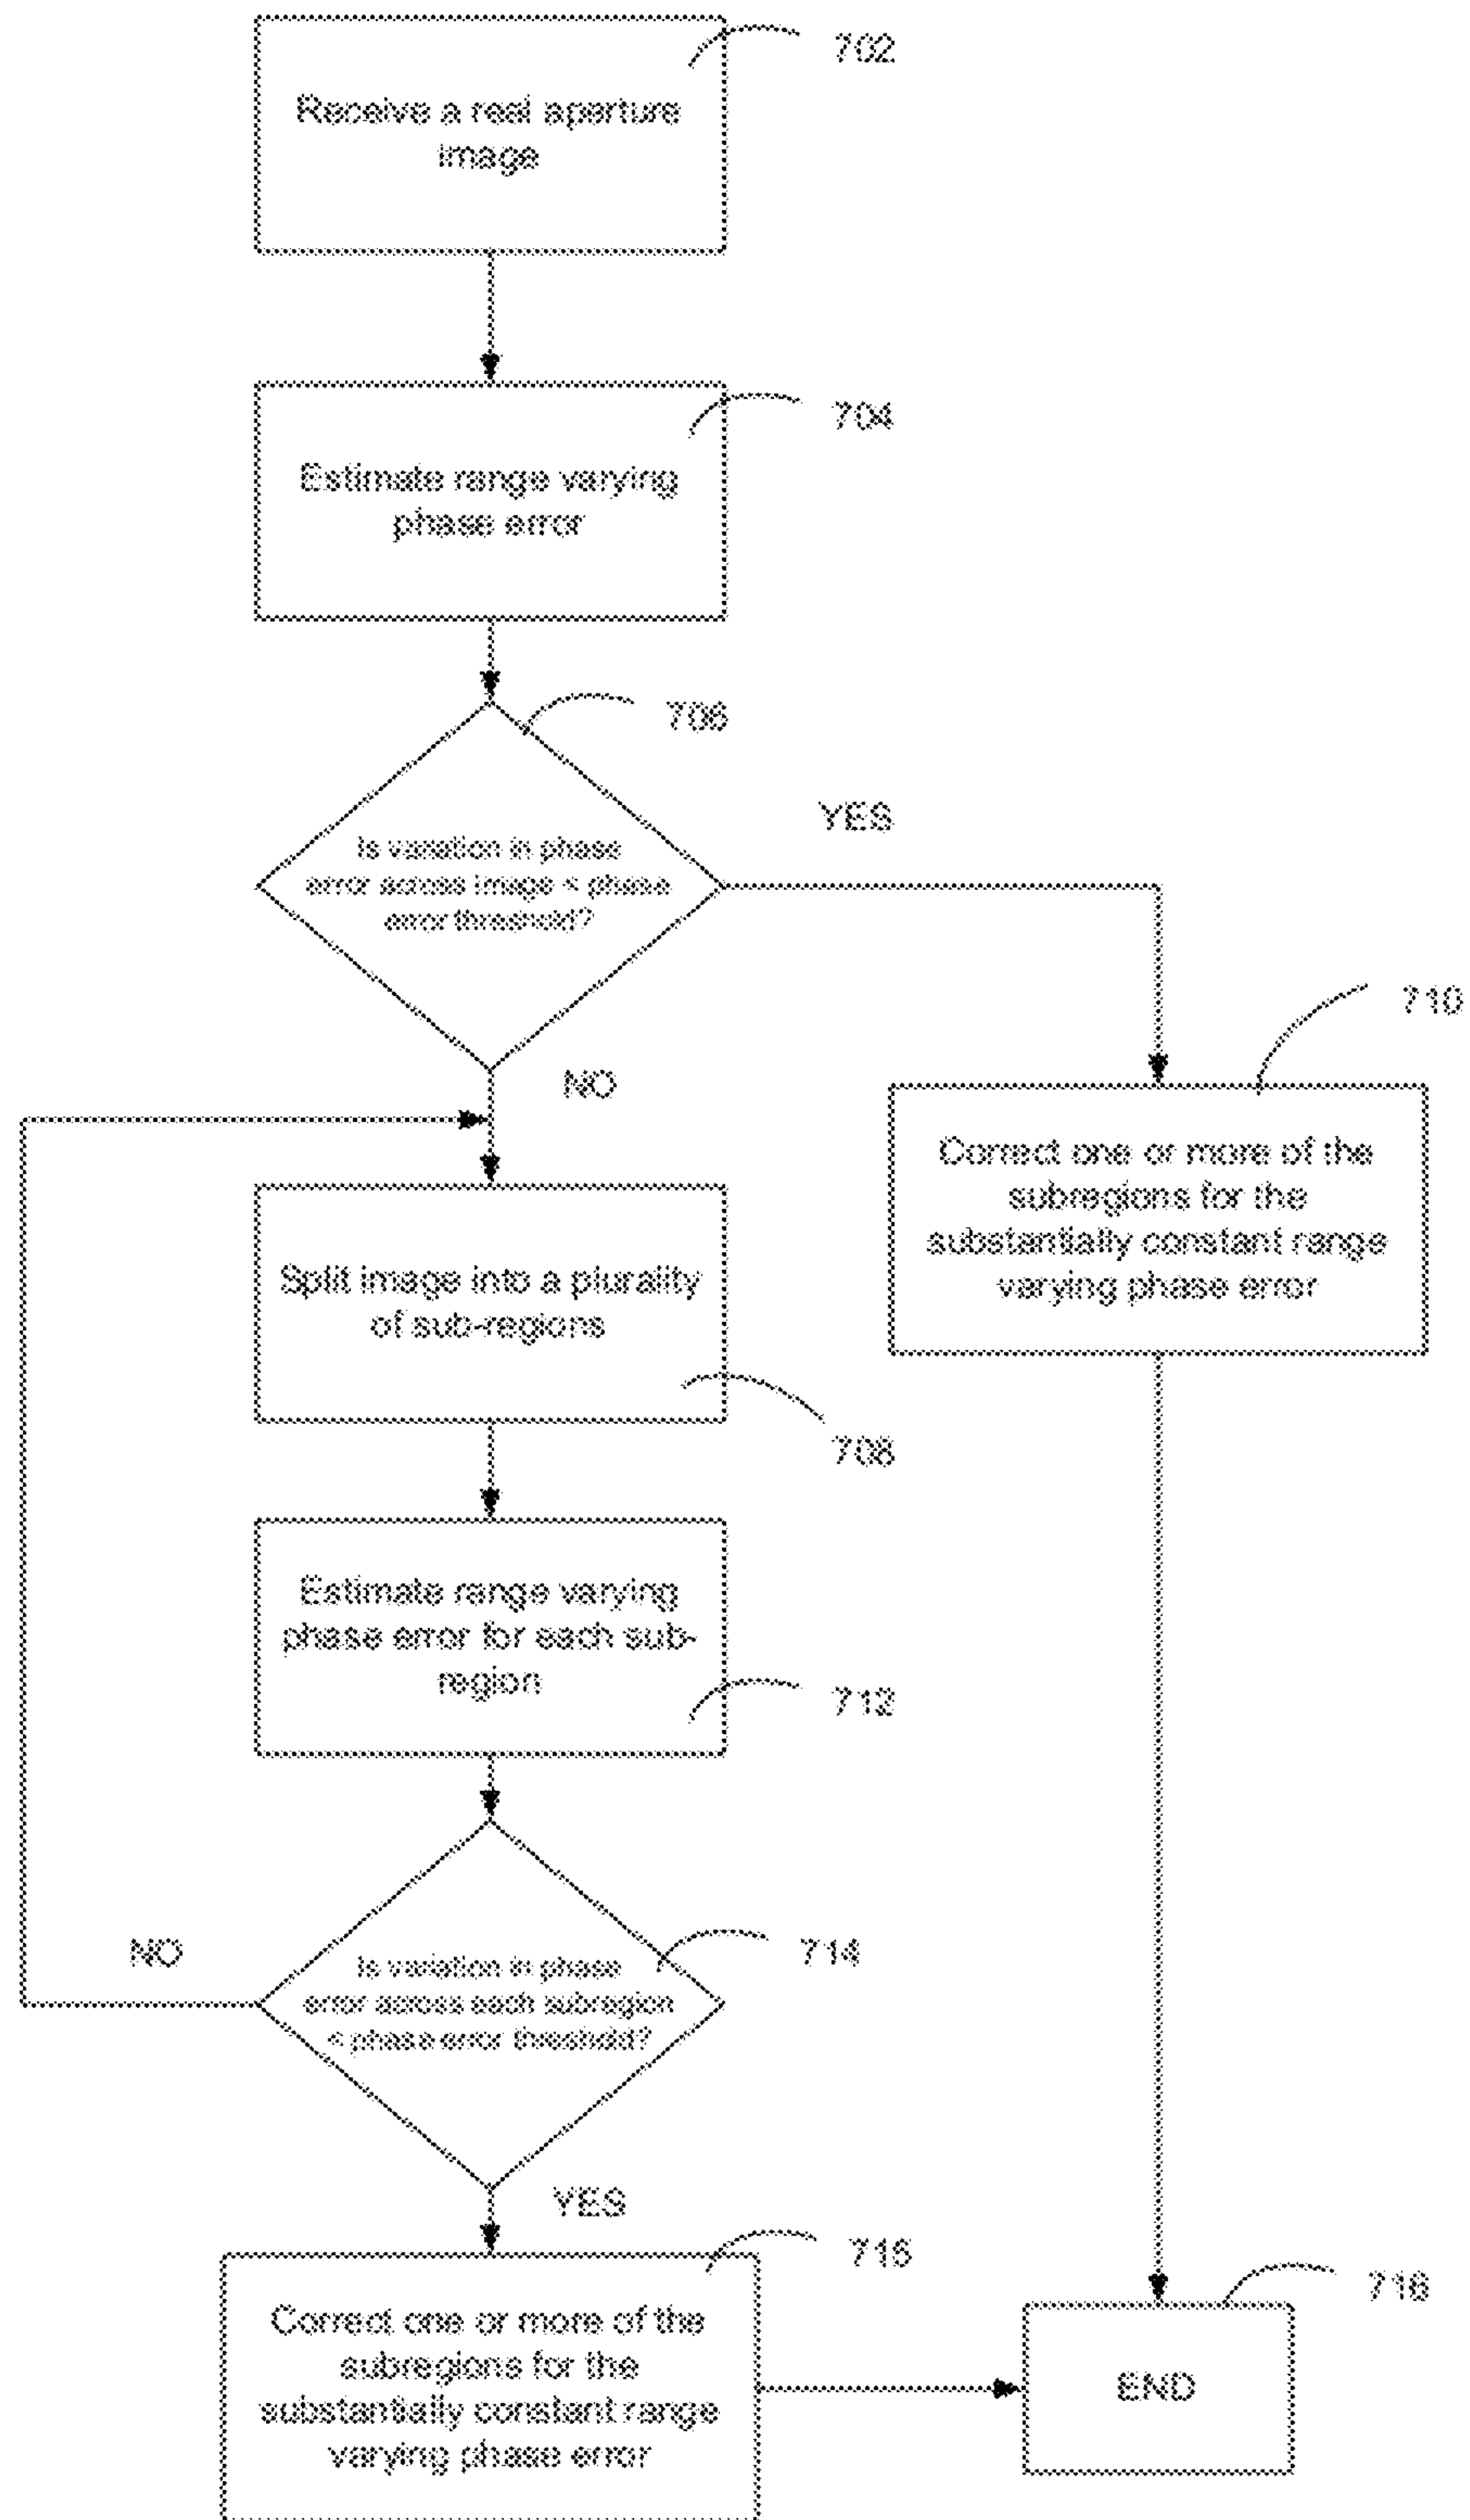 702
Receive a real aperture
image
704
Estimate range varying
phase error
706
Is variation in phase
error across image < phase
error threshold?
YES
710
NO
Correct one or more of the
subregions for the
substantially constant range
varying phase error
Split image into a plurality
of sub-regions
708
Estimate range varying
phase error for each sub-
region
712
NO
714
Is variation in phase
error across each subregion
< phase error threshold?
YES
716
Correct one or more of the
subregions for the
substantially constant range
varying phase error
END